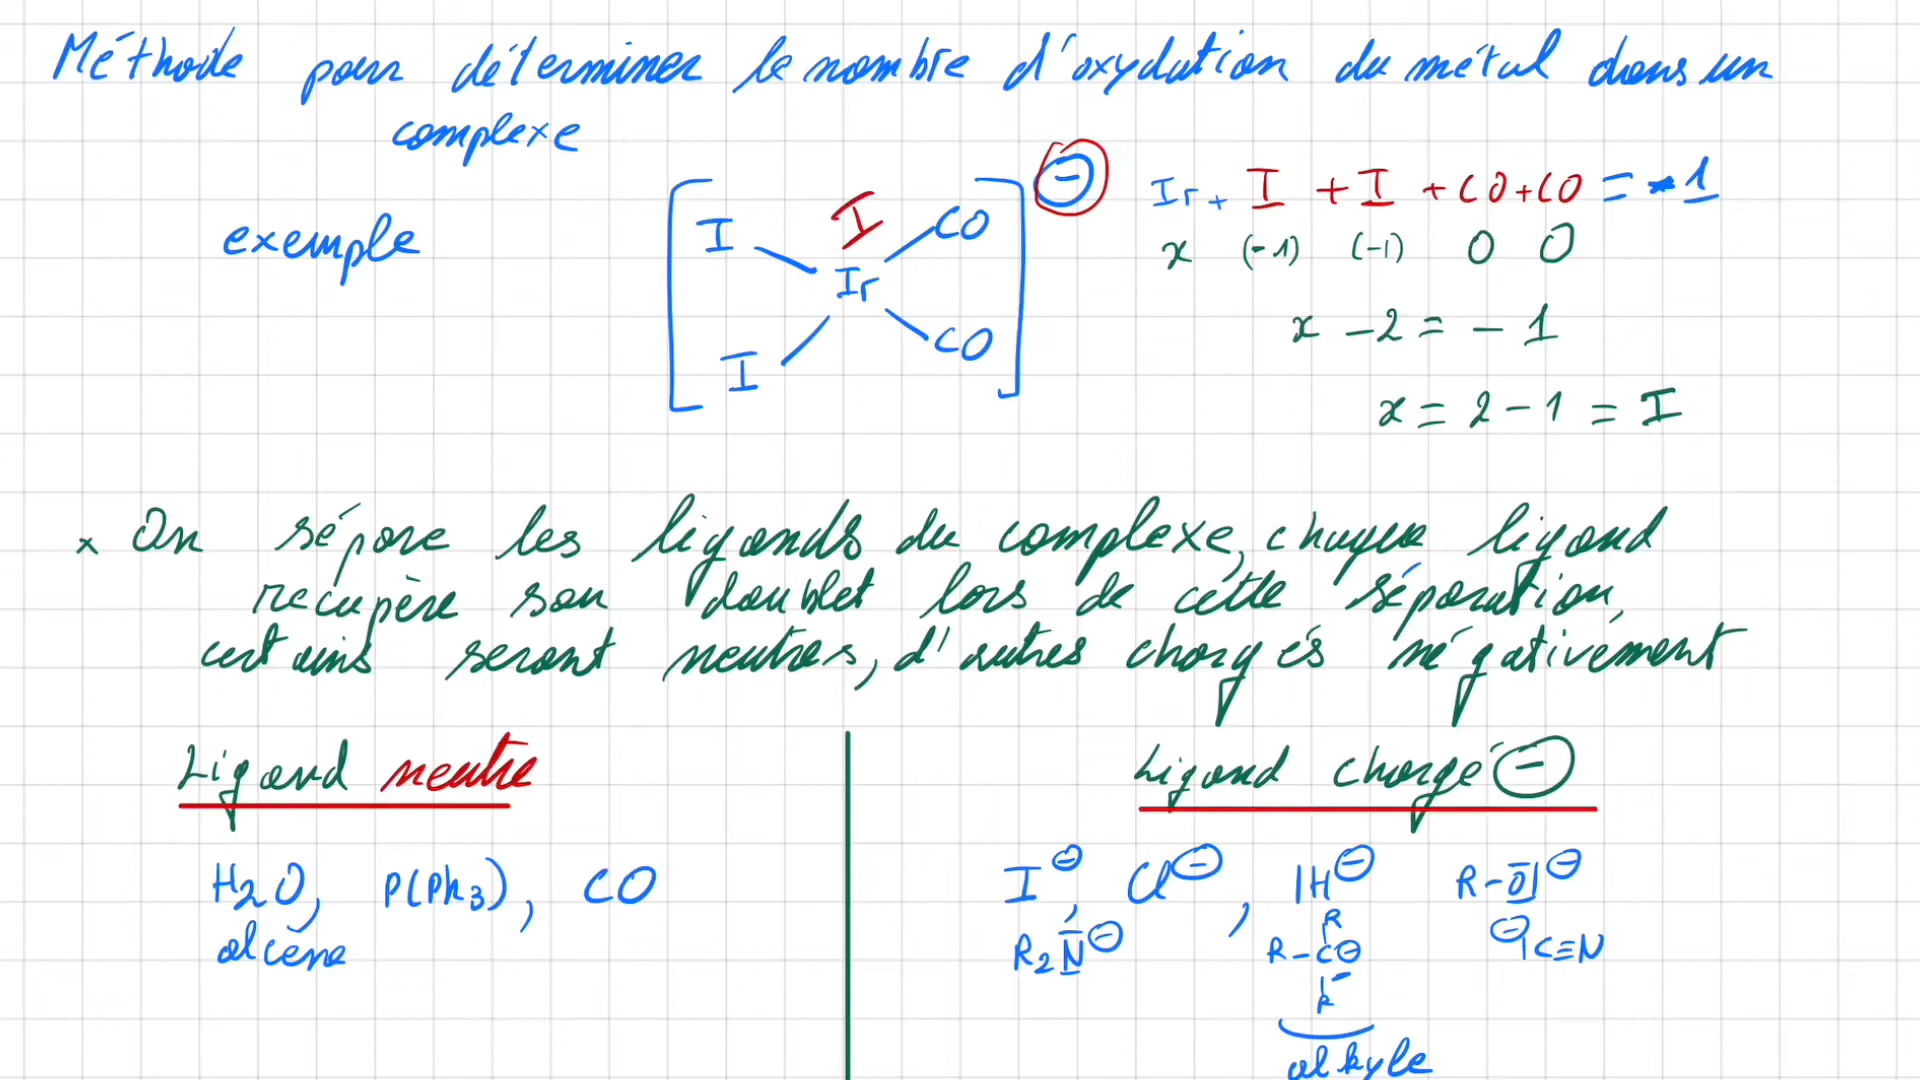 Méthode pour déterminer le nombre d'oxydation du métal dans un
complexe
exemple
[ I I CO Ir I CO ] ⊖
Ir + I + I + CO + CO = -1
x (-1) (-1) 0 0
x - 2 = - 1
x = 2 - 1 = I
x On sépare les ligands du complexe, chaque ligand
recupère son doublet lors de cette séparation,
certains seront neutres, d'autres chargés négativement
Ligand neutre
H2O, P(Ph3), CO
alcène
Ligand chargé ⊖
I⊖, Cl⊖, |H⊖ R-O|⊖
R2N⊖ R-C⊖ ⊖|C≡N
R
R
alkyle